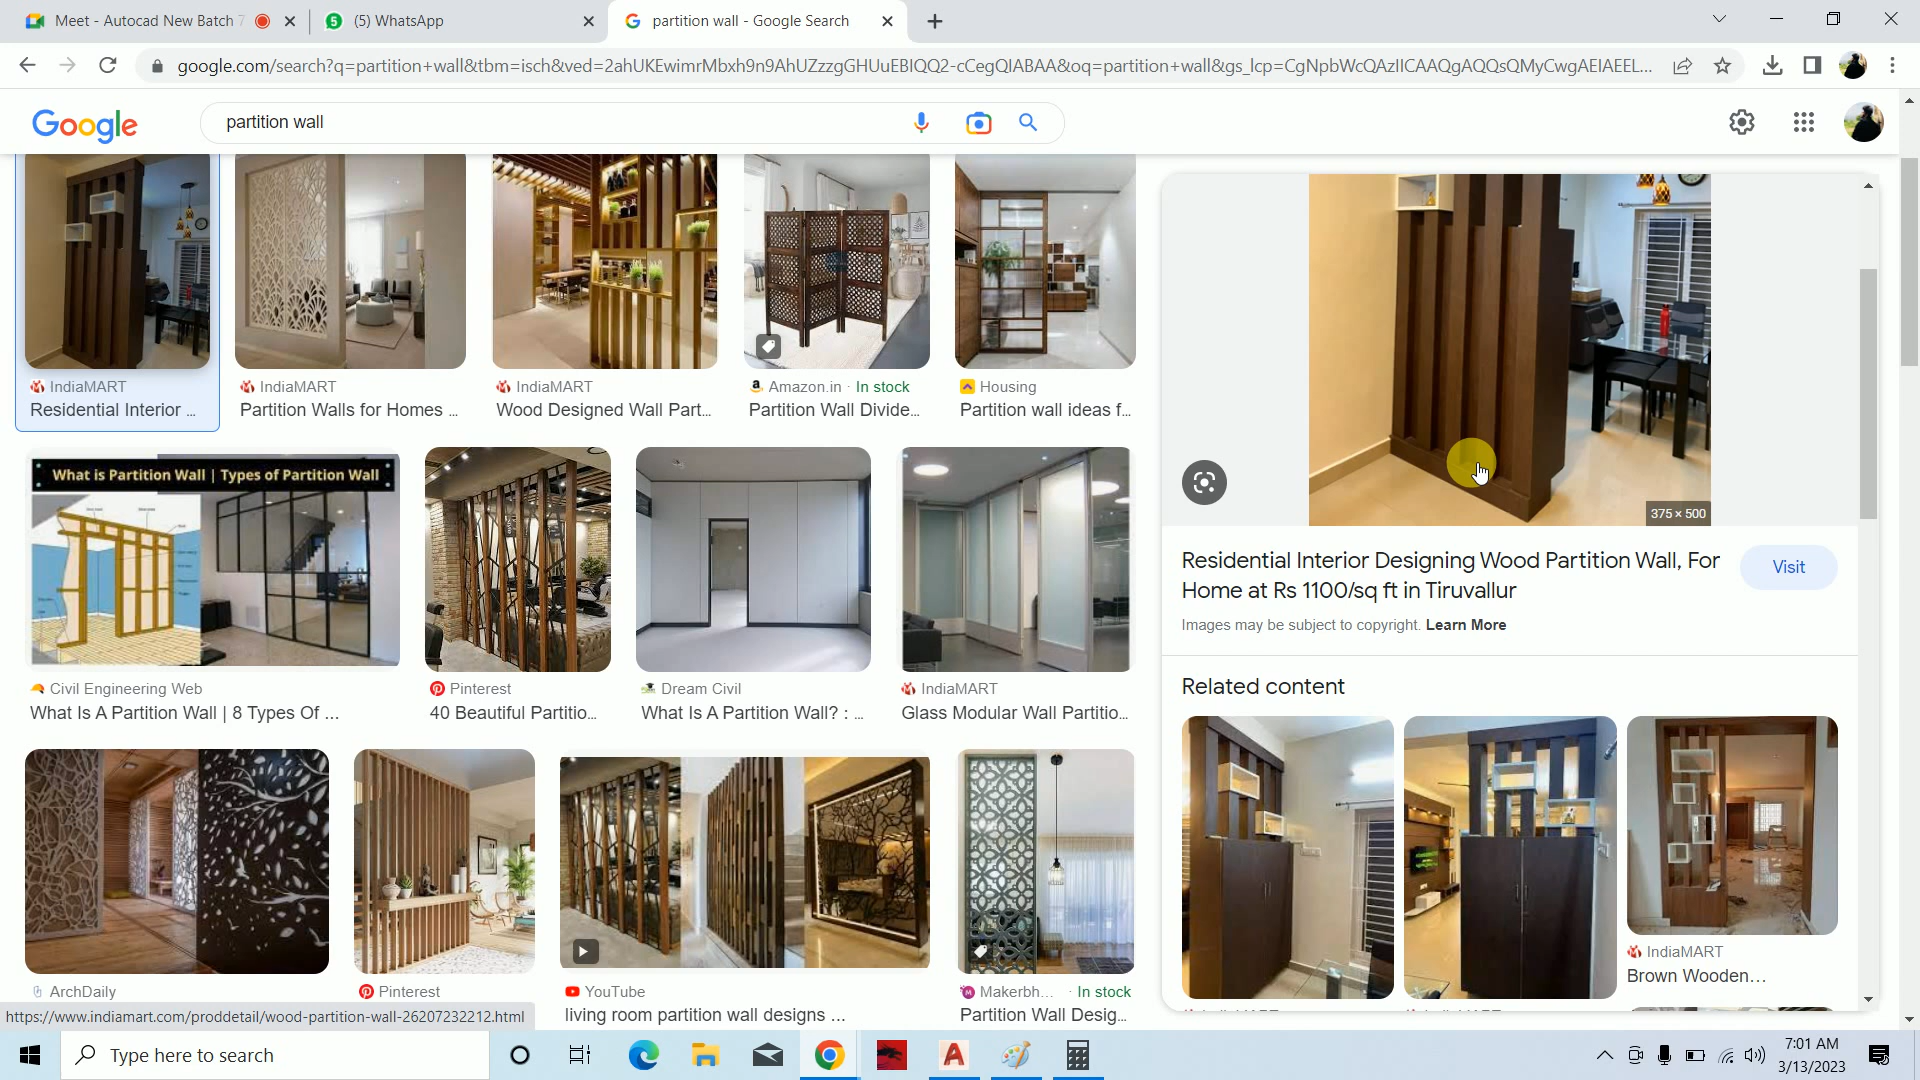 Meet - Autocad New Batch 7
(5) WhatsApp
partition wall - Google Search
google.com/search?q=partition+wall&tbm=isch&ved=2ahUKEwimrMbxh9n9AhUZzzgGHUuEBIQQ2-cCegQIABAA&oq=partition+wall&gs_lcp=CgNpbWcQAzIICAAQgAQQsQMyCwgAEIAEEL...
Google
partition wall
IndiaMART
Residential Interior ...
IndiaMART
Partition Walls for Homes ...
IndiaMART
Wood Designed Wall Part...
Amazon.in · In stock
Partition Wall Divide...
Housing
Partition wall ideas f...
What is Partition Wall | Types of Partition Wall
Civil Engineering Web
What Is A Partition Wall | 8 Types Of ...
Pinterest
40 Beautiful Partitio...
Dream Civil
What Is A Partition Wall? : ...
IndiaMART
Glass Modular Wall Partitio...
ArchDaily
Pinterest
YouTube
living room partition wall designs ...
Makerbh... · In stock
Partition Wall Desig...
375 × 500
Residential Interior Designing Wood Partition Wall, For
Home at Rs 1100/sq ft in Tiruvallur
Visit
Images may be subject to copyright. Learn More
Related content
IndiaMART
Brown Wooden...
https://www.indiamart.com/proddetail/wood-partition-wall-26207232212.html
Type here to search
7:01 AM
3/13/2023